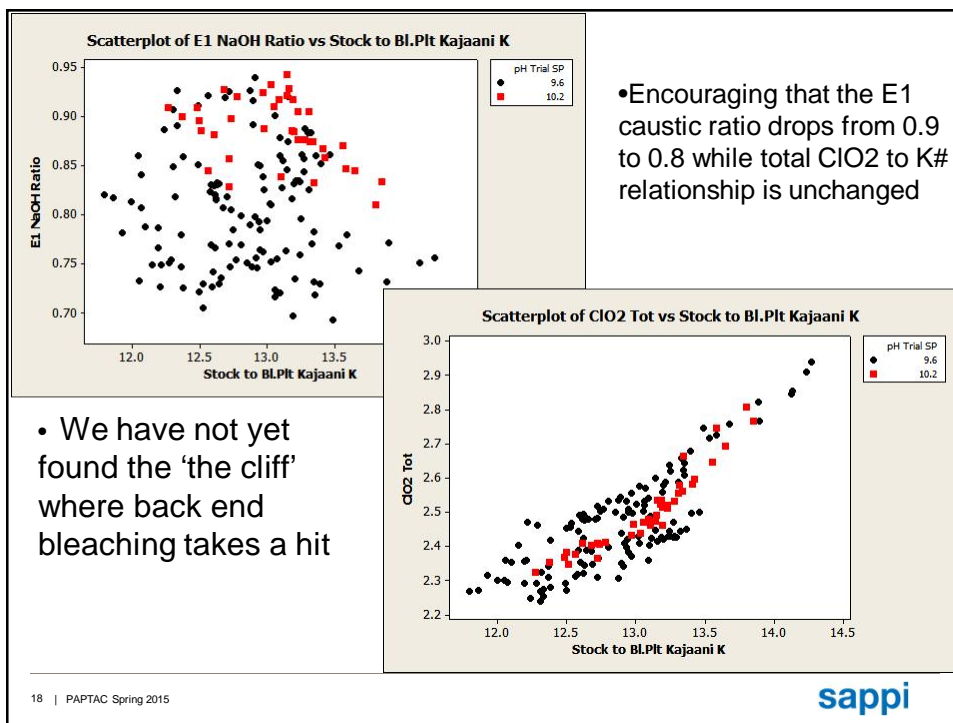 Scatterplot of E1 NaOH Ratio vs Stock to Bl.Plt Kajaani K
pH Trial SP
9.6
10.2
E1 NaOH Ratio
0.95
0.90
0.85
0.80
0.75
0.70
12.0 12.5 13.0 13.5
Stock to Bl.Plt Kajaani K
•Encouraging that the E1
caustic ratio drops from 0.9
to 0.8 while total ClO2 to K#
relationship is unchanged
• We have not yet
found the ‘the cliff’
where back end
bleaching takes a hit
Scatterplot of ClO2 Tot vs Stock to Bl.Plt Kajaani K
pH Trial SP
9.6
10.2
ClO2 Tot
3.0
2.9
2.8
2.7
2.6
2.5
2.4
2.3
2.2
12.0 12.5 13.0 13.5 14.0 14.5
Stock to Bl.Plt Kajaani K
18 | PAPTAC Spring 2015
sappi